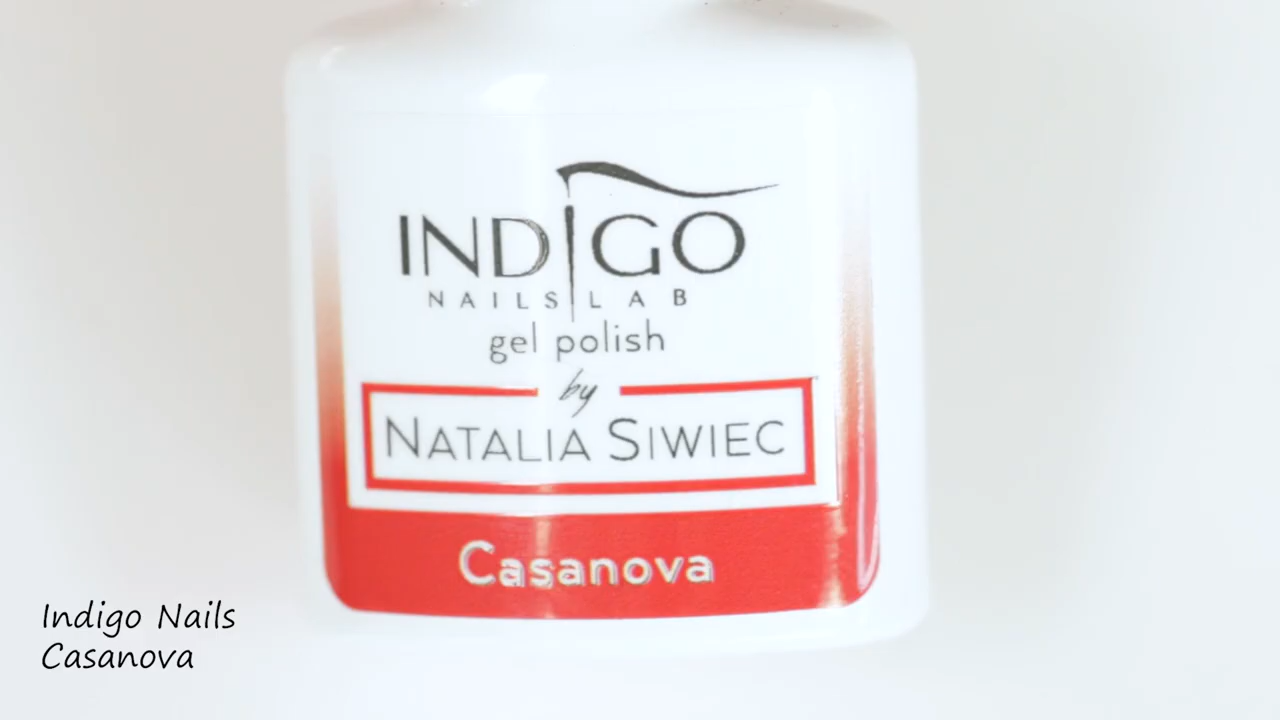 INDIGO
NAILS LAB
gel polish
by
NATALIA SIWIEC
Casanova
Indigo Nails
Casanova